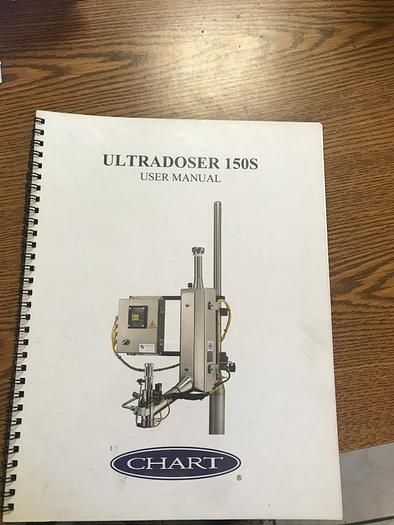 ULTRADOSER 150S
USER MANUAL
CHART
®